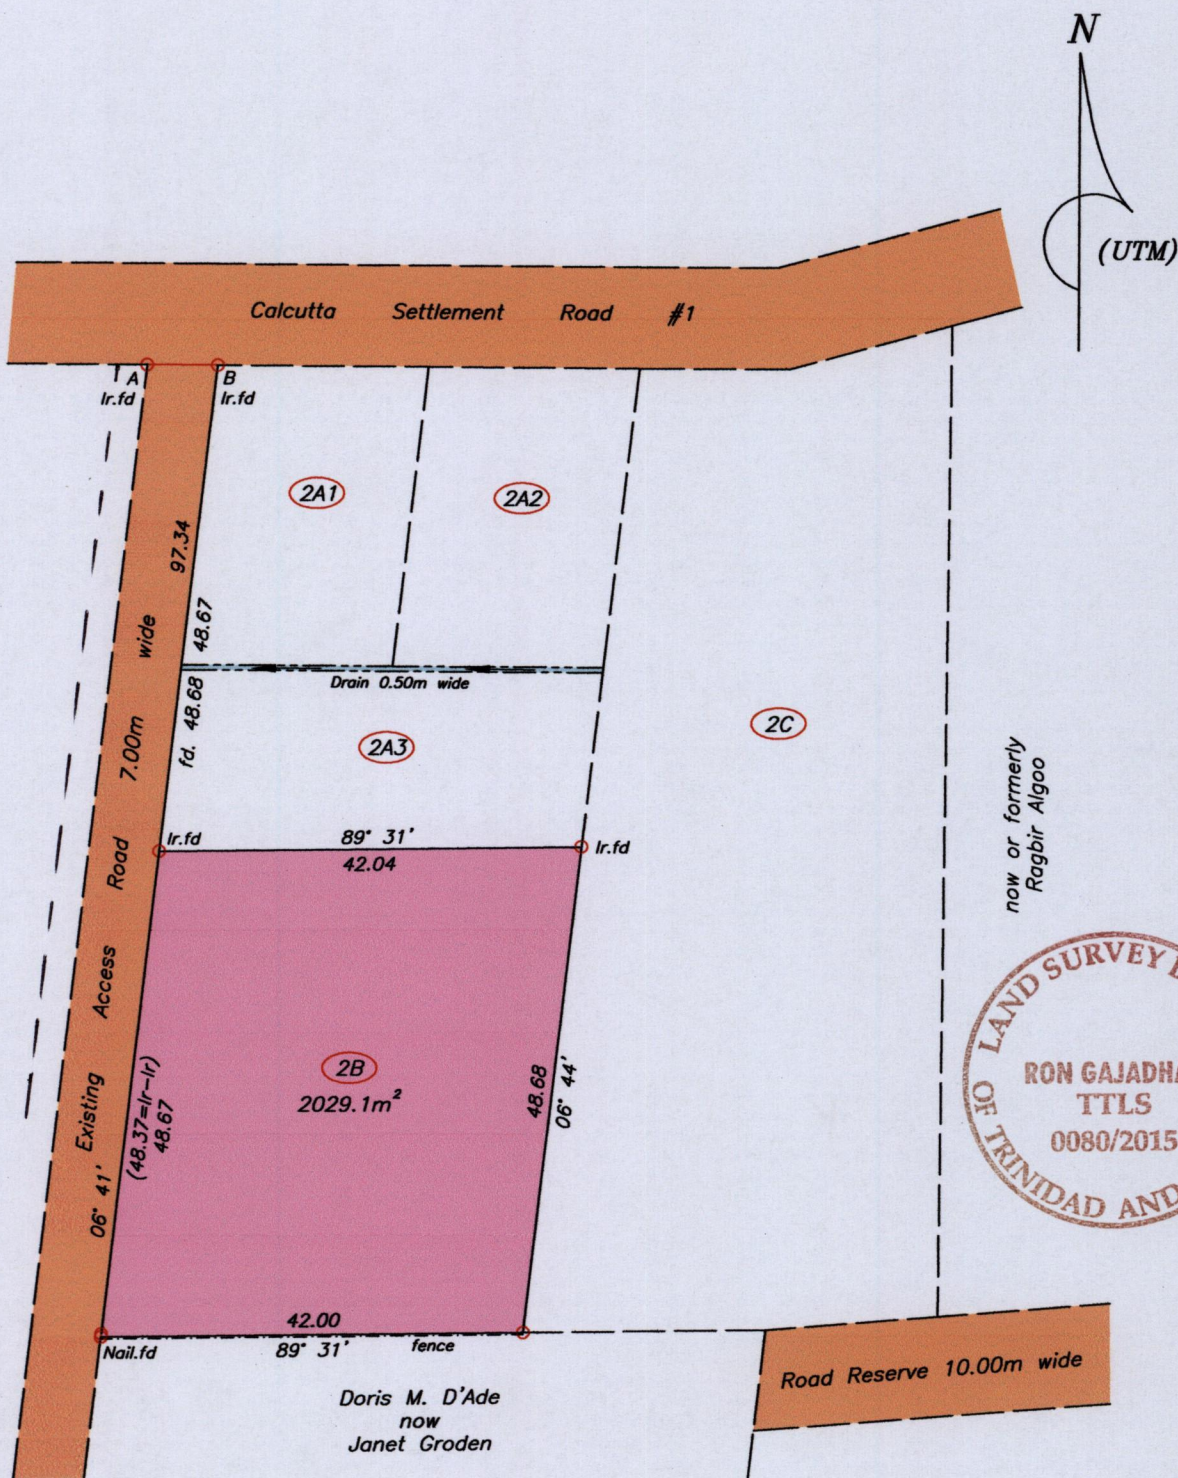 N
(UTM)
Calcutta Settlement Road #1
A
Ir.fd
B
Ir.fd
2A1
2A2
97.34
48.67
Drain 0.50m wide
fd. 48.68
2A3
2C
Existing Access Road 7.00m wide
Ir.fd
89° 31'
42.04
Ir.fd
now or formerly
Ragbir Algoo
2B
2029.1m²
(48.37=Ir-Ir)
48.67
06° 41'
48.68
06° 44'
LAND SURVEY
OF TRINIDAD AND
RON
TTLS
0080/2015
42.00
89° 31'
fence
Nail.fd
Road Reserve 10.00m wide
Doris M. D'Ade
now
Janet Groden